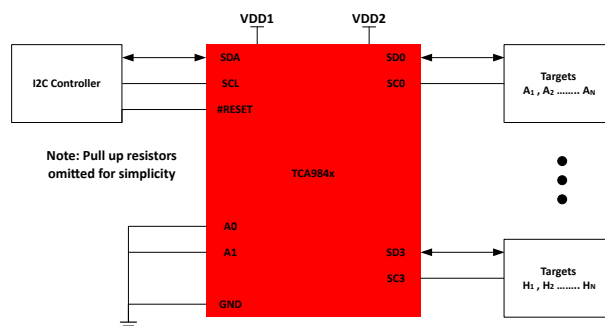 VDD1
VDD2
I2C Controller
SDA
SCL
#RESET
SD0
SC0
Targets
A₁ , A₂ ........ Aₙ
Note: Pull up resistors
omitted for simplicity
TCA984x
A0
A1
GND
SD3
SC3
Targets
H₁ , H₂ ........ Hₙ